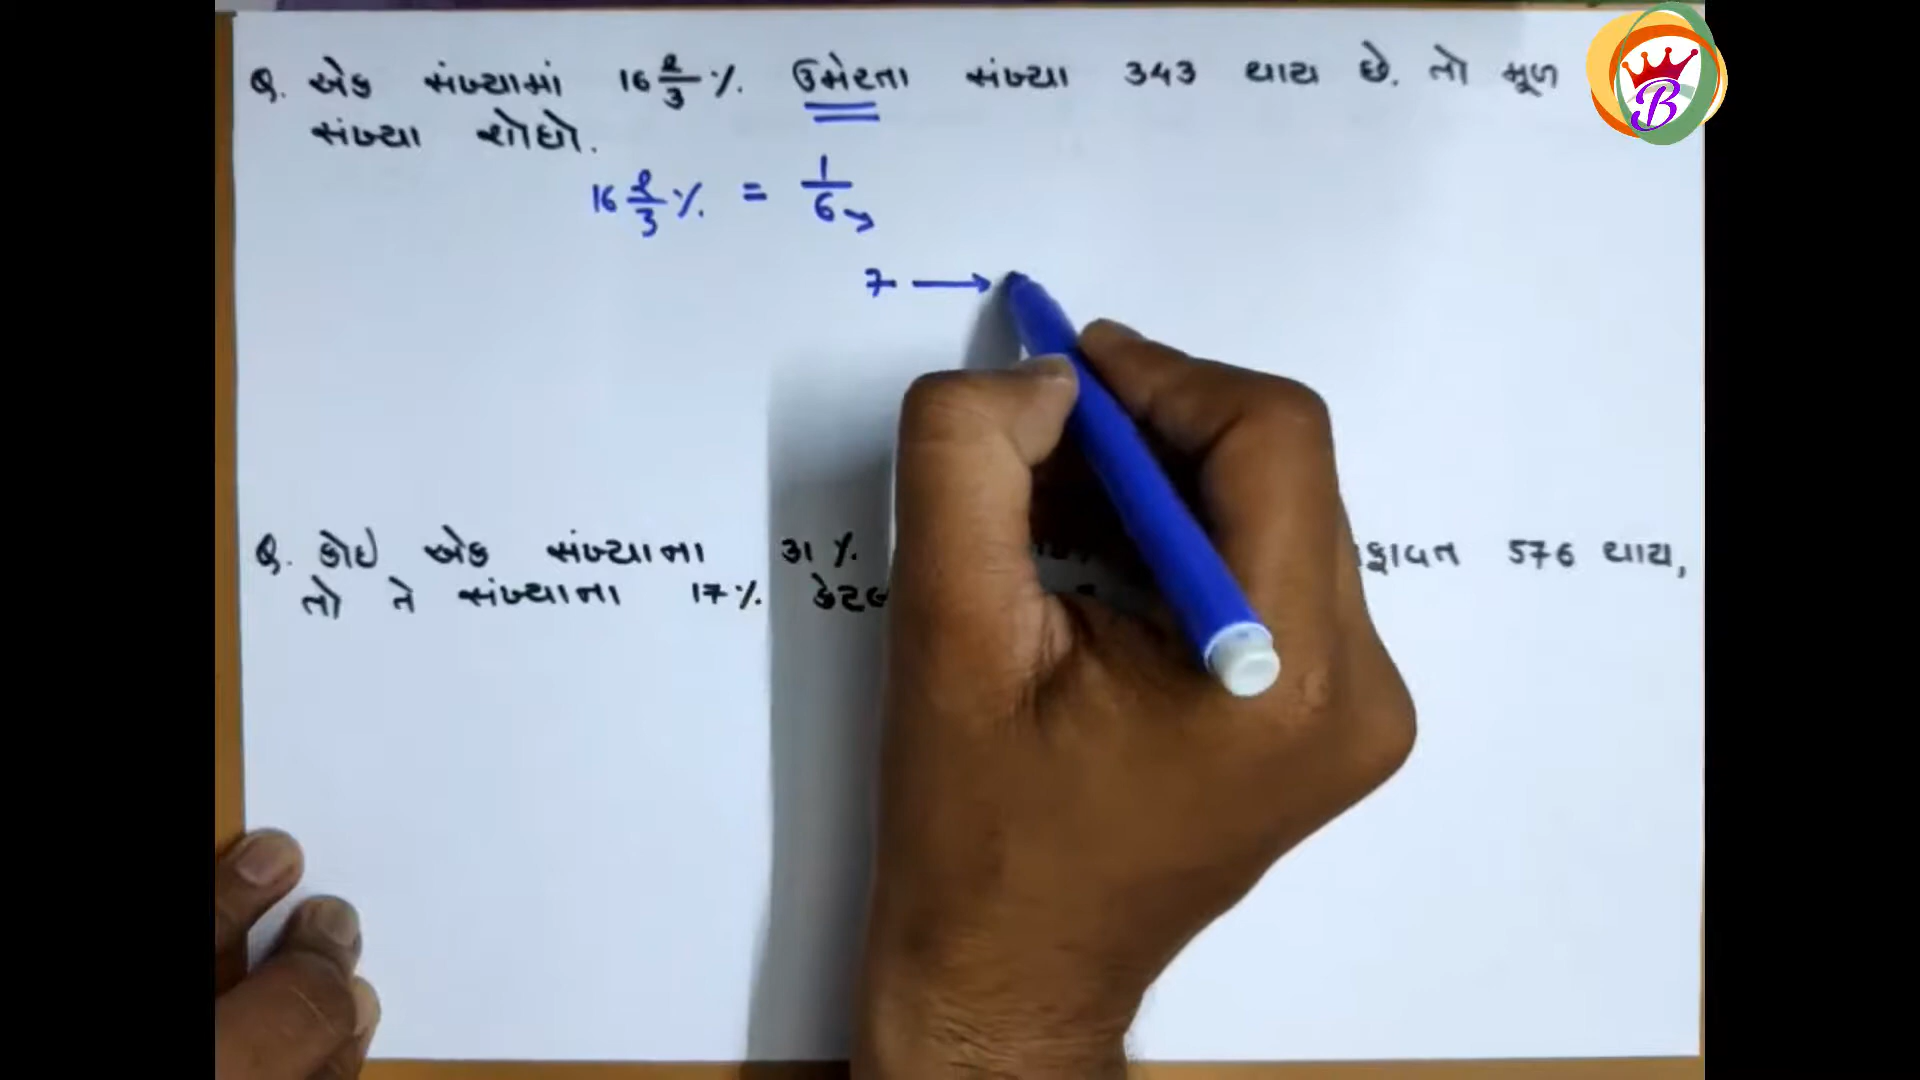 Q. એક સંખ્યામાં 16 2/3 % ઉમેરતા સંખ્યા 343 થાય છે. તો મૂળ
સંખ્યા શોધો.
16 2/3 % = 1/6 →
7 →
Q. કોઇ એક સંખ્યાના 31 % 576 થાય,
તો તે સંખ્યાના 17 %
B